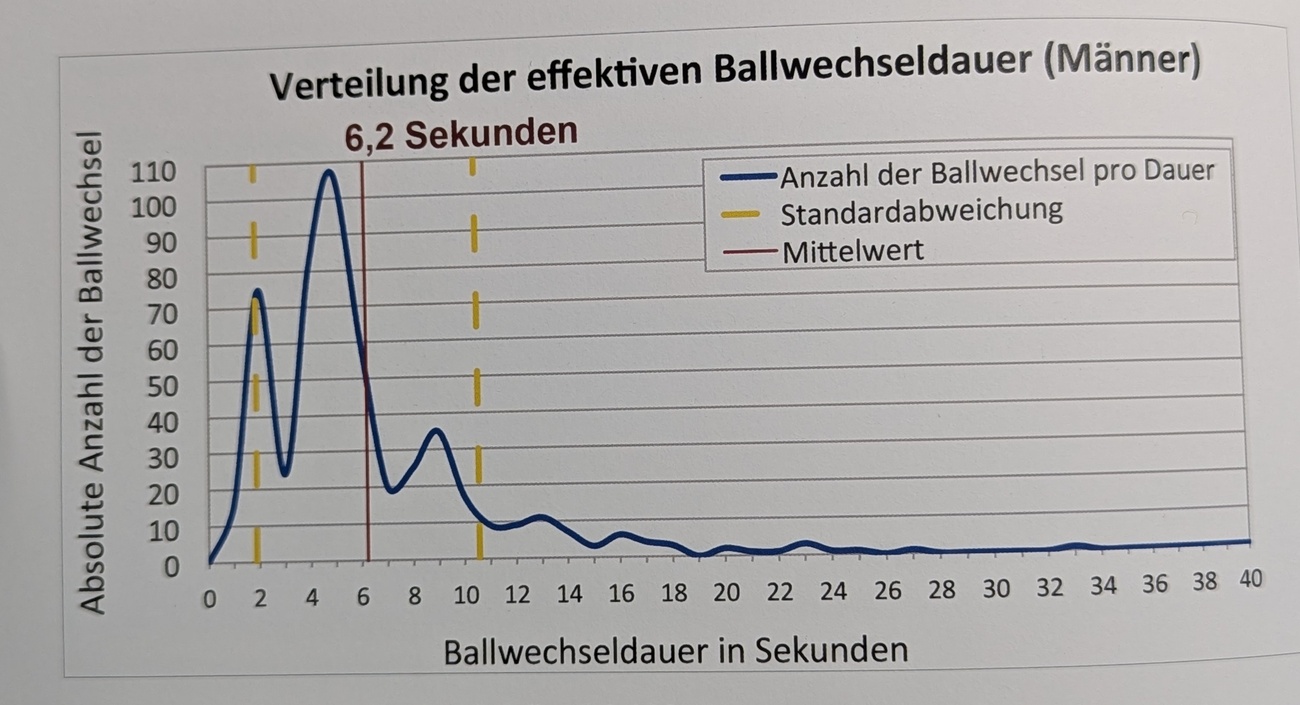 Verteilung der effektiven Ballwechseldauer (Männer)
6,2 Sekunden
Absolute Anzahl der Ballwechsel
110
100
90
80
70
60
50
40
30
20
10
0
Anzahl der Ballwechsel pro Dauer
Standardabweichung
Mittelwert
0 2 4 6 8 10 12 14 16 18 20 22 24 26 28 30 32 34 36 38 40
Ballwechseldauer in Sekunden